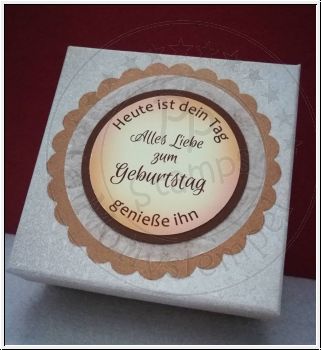 Heute ist dein Tag
Alles Liebe
zum
Geburtstag
genieße ihn